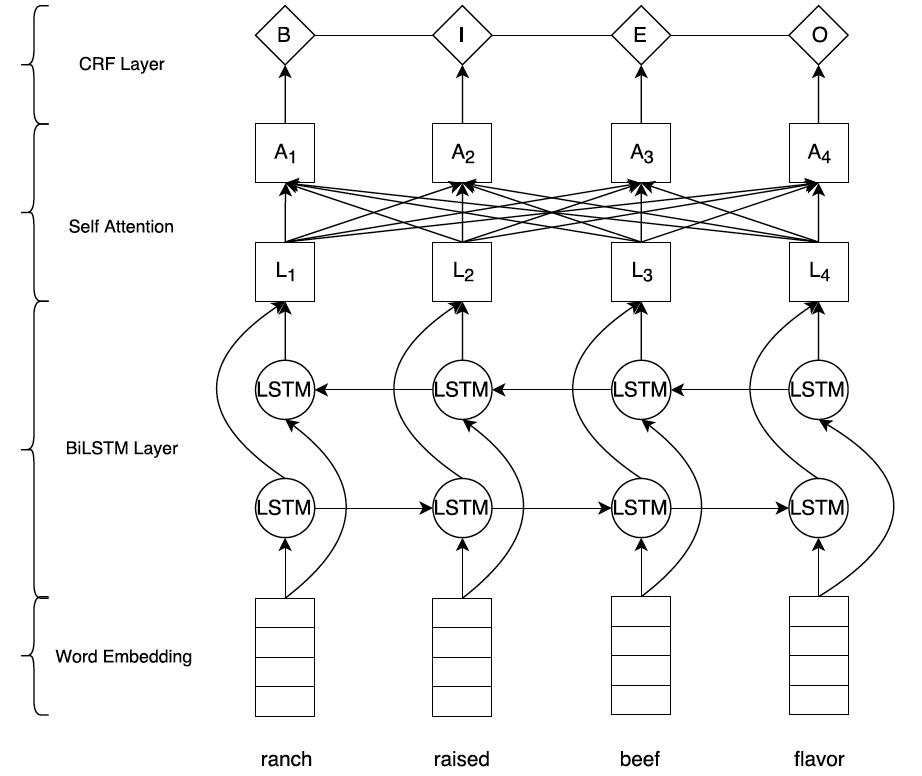 B I E O
CRF Layer
A1 A2 A3 A4
Self Attention
L1 L2 L3 L4
LSTM LSTM LSTM LSTM
BiLSTM Layer
LSTM LSTM LSTM LSTM
Word Embedding
ranch raised beef flavor